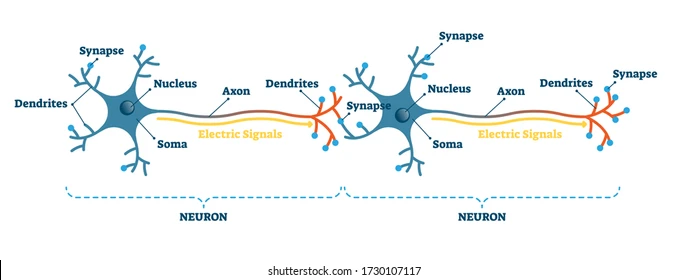 Synapse
Nucleus
Dendrites
Axon
Dendrites
Electric Signals
Soma
NEURON
Synapse
Synapse
Nucleus
Axon
Dendrites
Synapse
Electric Signals
Soma
NEURON
shutterstock.com · 1730107117